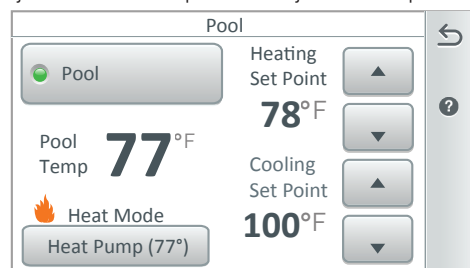 Pool
Pool
Heating
Set Point
78°F
Pool
Temp
77°F
Cooling
Set Point
100°F
Heat Mode
Heat Pump (77°)
?